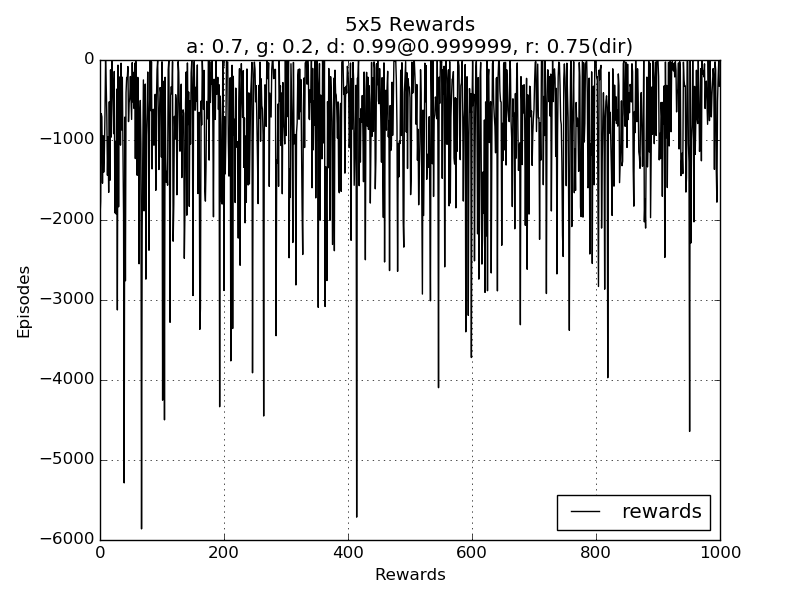 5x5 Rewards
a: 0.7, g: 0.2, d: 0.99@0.999999, r: 0.75(dir)
0
−1000
−2000
−3000
−4000
−5000
−6000
Episodes
0 200 400 600 800 1000
Rewards
rewards